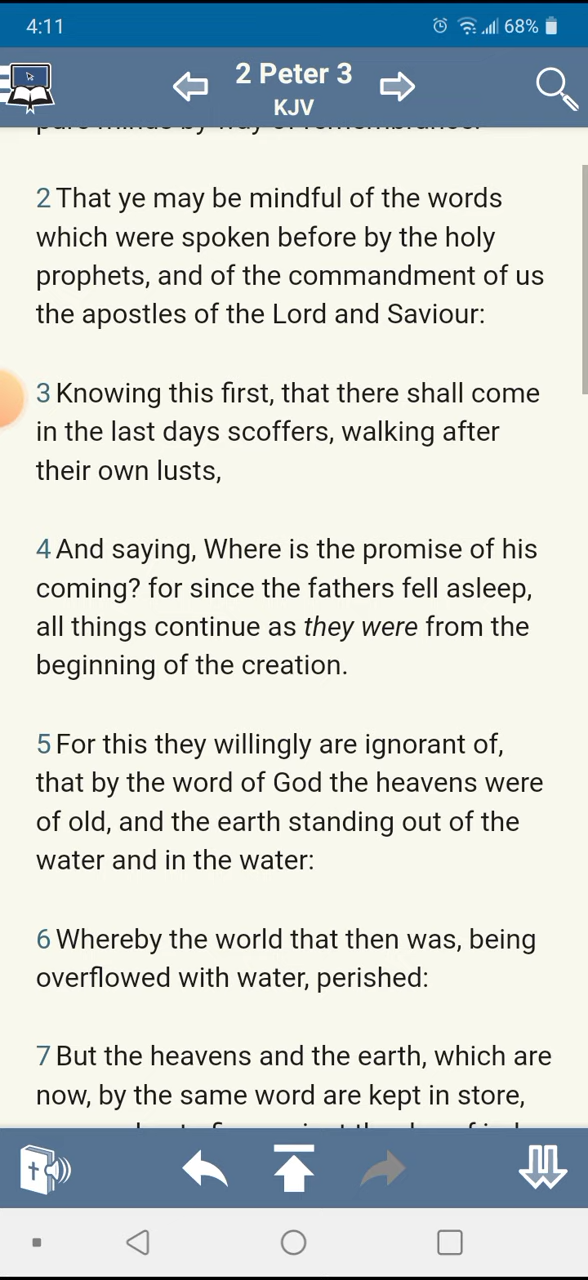 4:11
68%
2 Peter 3
KJV
pure minds by way of remembrance:
2 That ye may be mindful of the words
which were spoken before by the holy
prophets, and of the commandment of us
the apostles of the Lord and Saviour:
3 Knowing this first, that there shall come
in the last days scoffers, walking after
their own lusts,
4 And saying, Where is the promise of his
coming? for since the fathers fell asleep,
all things continue as they were from the
beginning of the creation.
5 For this they willingly are ignorant of,
that by the word of God the heavens were
of old, and the earth standing out of the
water and in the water:
6 Whereby the world that then was, being
overflowed with water, perished:
7 But the heavens and the earth, which are
now, by the same word are kept in store,